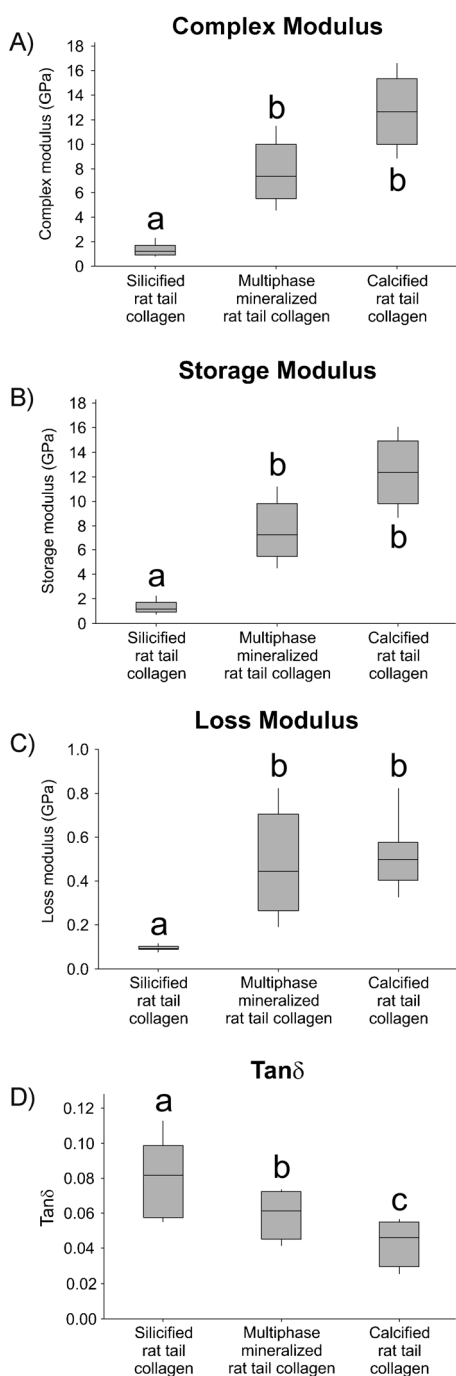 A)
Complex Modulus
Complex modulus (GPa)
18
16
14
12
10
8
6
4
2
0
a
b
b
Silicified
rat tail
collagen
Multiphase
mineralized
rat tail collagen
Calcified
rat tail
collagen
B)
Storage Modulus
Storage modulus (GPa)
18
16
14
12
10
8
6
4
2
0
a
b
b
Silicified
rat tail
collagen
Multiphase
mineralized
rat tail collagen
Calcified
rat tail
collagen
C)
Loss Modulus
Loss modulus (GPa)
1.0
0.8
0.6
0.4
0.2
0.0
a
b
b
Silicified
rat tail
collagen
Multiphase
mineralized
rat tail collagen
Calcified
rat tail
collagen
D)
Tanδ
Tanδ
0.12
0.10
0.08
0.06
0.04
0.02
0.00
a
b
c
Silicified
rat tail
collagen
Multiphase
mineralized
rat tail collagen
Calcified
rat tail
collagen